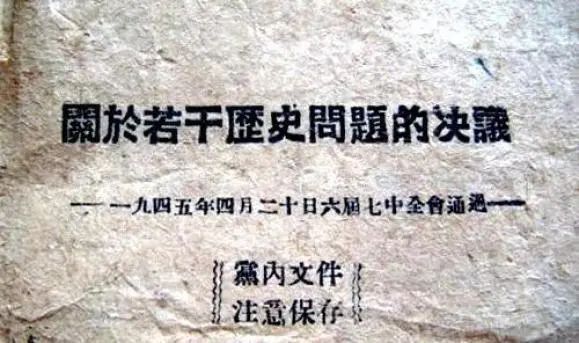 關於若干歷史問題的决議
——一九四五年四月二十日六届七中全會通過——
黨內文件
注意保存